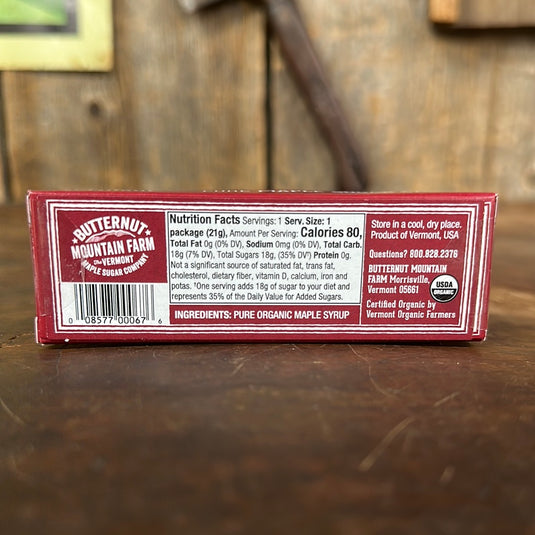 BUTTERNUT
MOUNTAIN FARM
OF VERMONT
MAPLE SUGAR COMPANY
0 08577 00067 6
Nutrition Facts Servings: 1 Serv. Size: 1
package (21g), Amount Per Serving: Calories 80,
Total Fat 0g (0% DV), Sodium 0mg (0% DV), Total Carb.
18g (7% DV), Total Sugars 18g, (35% DV†) Protein 0g.
Not a significant source of saturated fat, trans fat,
cholesterol, dietary fiber, vitamin D, calcium, iron and
potas. †One serving adds 18g of sugar to your diet and
represents 35% of the Daily Value for Added Sugars.
INGREDIENTS: PURE ORGANIC MAPLE SYRUP
Store in a cool, dry place.
Product of Vermont, USA
Questions? 800.828.2376
BUTTERNUT MOUNTAIN
FARM Morrisville,
Vermont 05661
USDA
ORGANIC
Certified Organic by
Vermont Organic Farmers